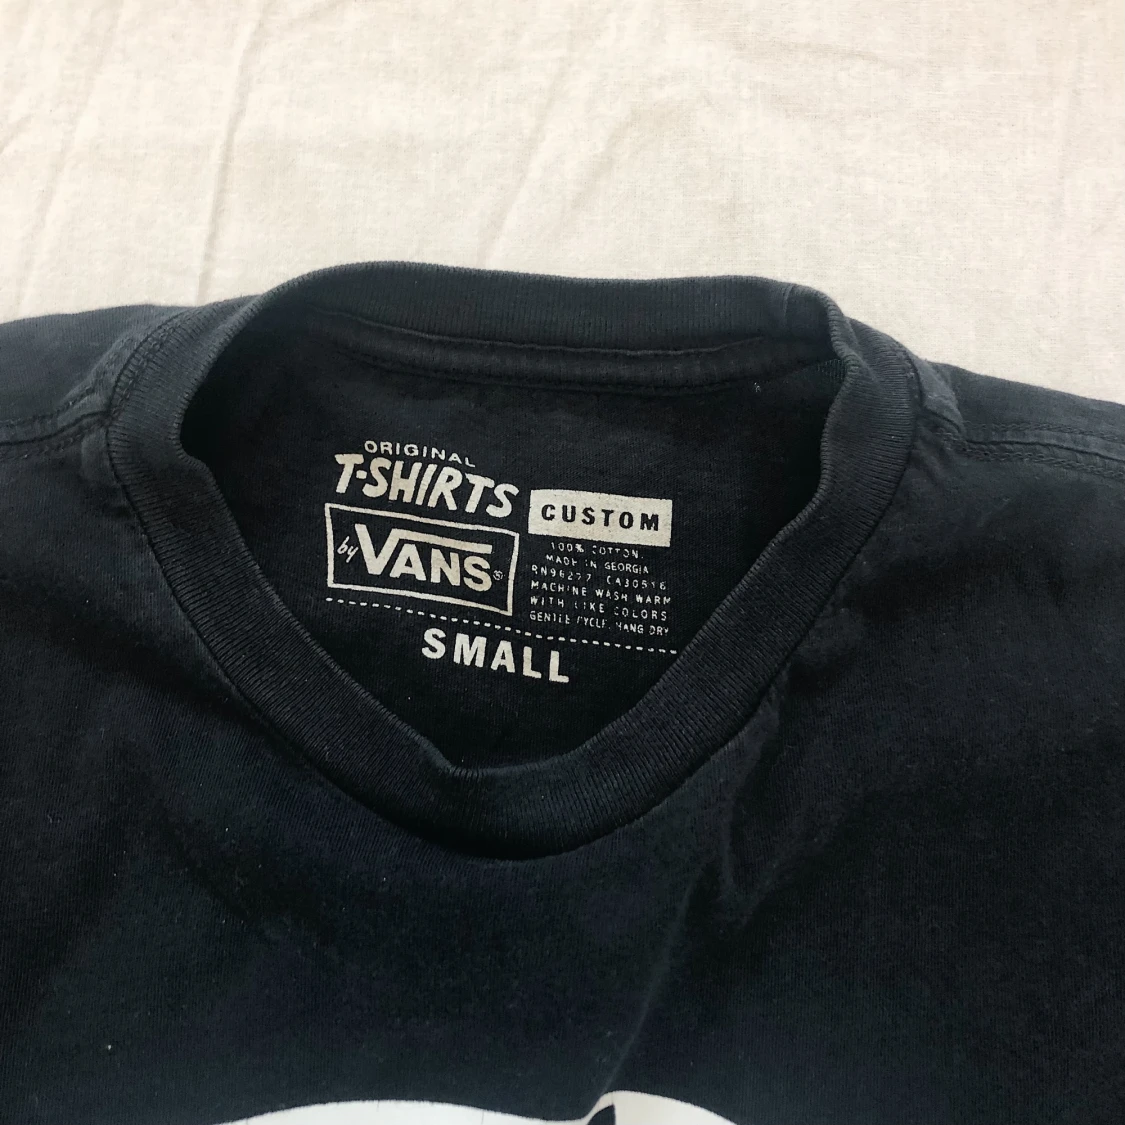 ORIGINAL
T-SHIRTS
by VANS®
CUSTOM
100% COTTON.
MADE IN GEORGIA
RN96277 CA30516
MACHINE WASH WARM
WITH LIKE COLORS
GENTLE CYCLE. HANG DRY
SMALL